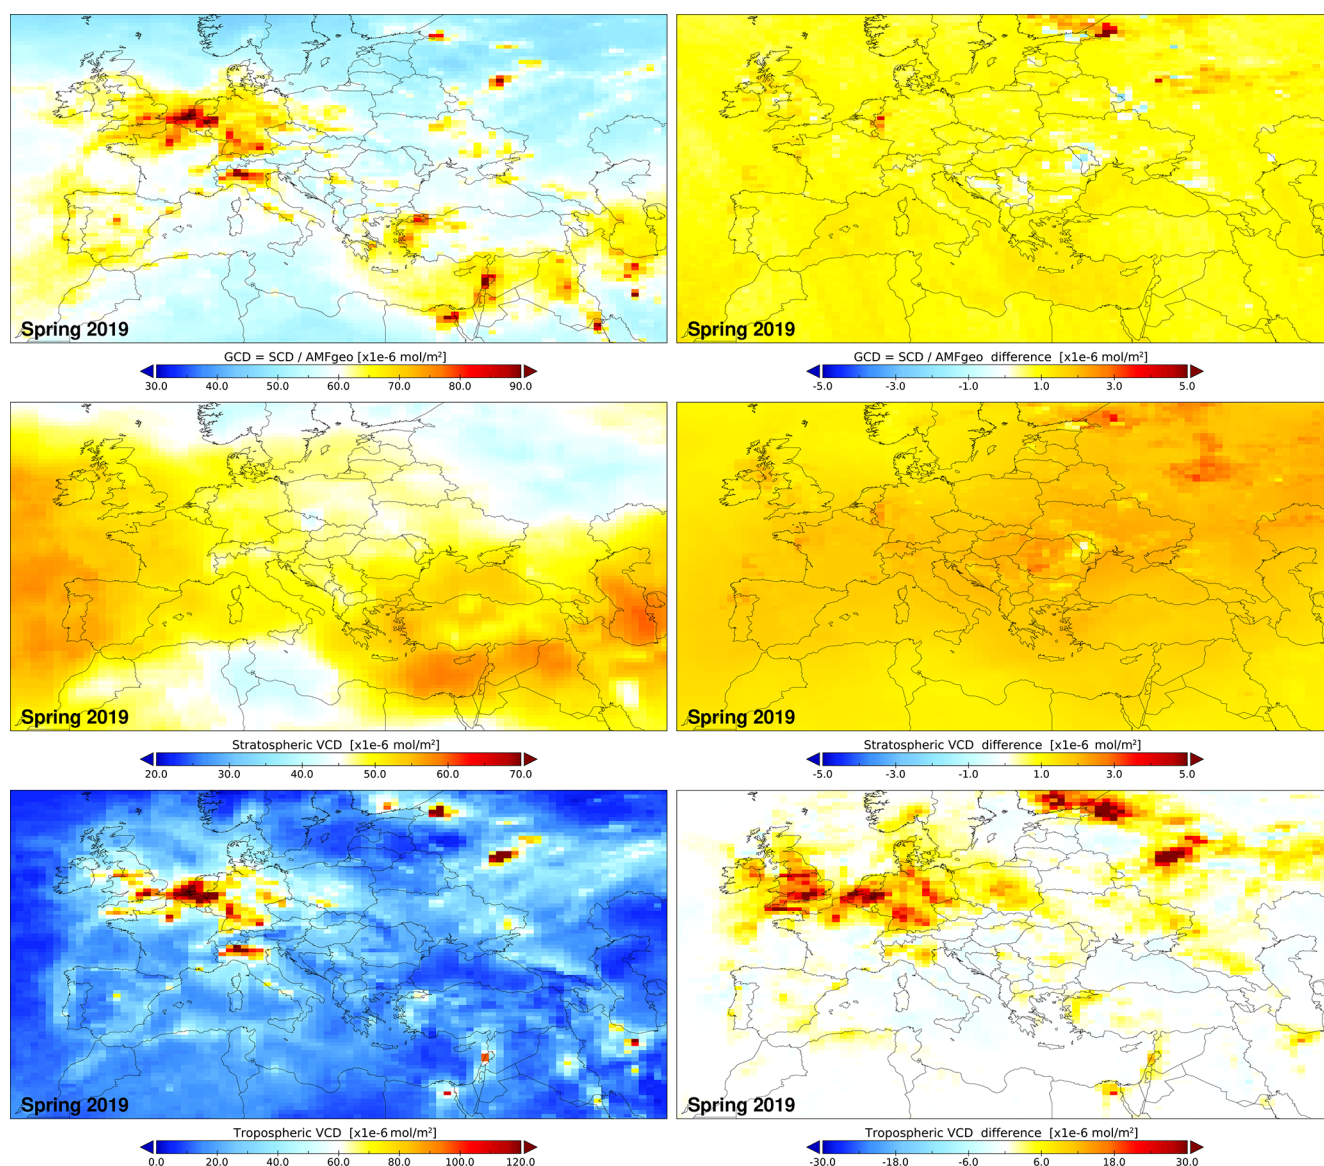 Spring 2019
Spring 2019
GCD = SCD / AMFgeo [x1e-6 mol/m²]
GCD = SCD / AMFgeo difference [x1e-6 mol/m²]
30.0 40.0 50.0 60.0 70.0 80.0 90.0
-5.0 -3.0 -1.0 1.0 3.0 5.0
Spring 2019
Spring 2019
Stratospheric VCD [x1e-6 mol/m²]
Stratospheric VCD difference [x1e-6 mol/m²]
20.0 30.0 40.0 50.0 60.0 70.0
-5.0 -3.0 -1.0 1.0 3.0 5.0
Spring 2019
Spring 2019
Tropospheric VCD [x1e-6 mol/m²]
Tropospheric VCD difference [x1e-6 mol/m²]
0.0 20.0 40.0 60.0 80.0 100.0 120.0
-30.0 -18.0 -6.0 6.0 18.0 30.0